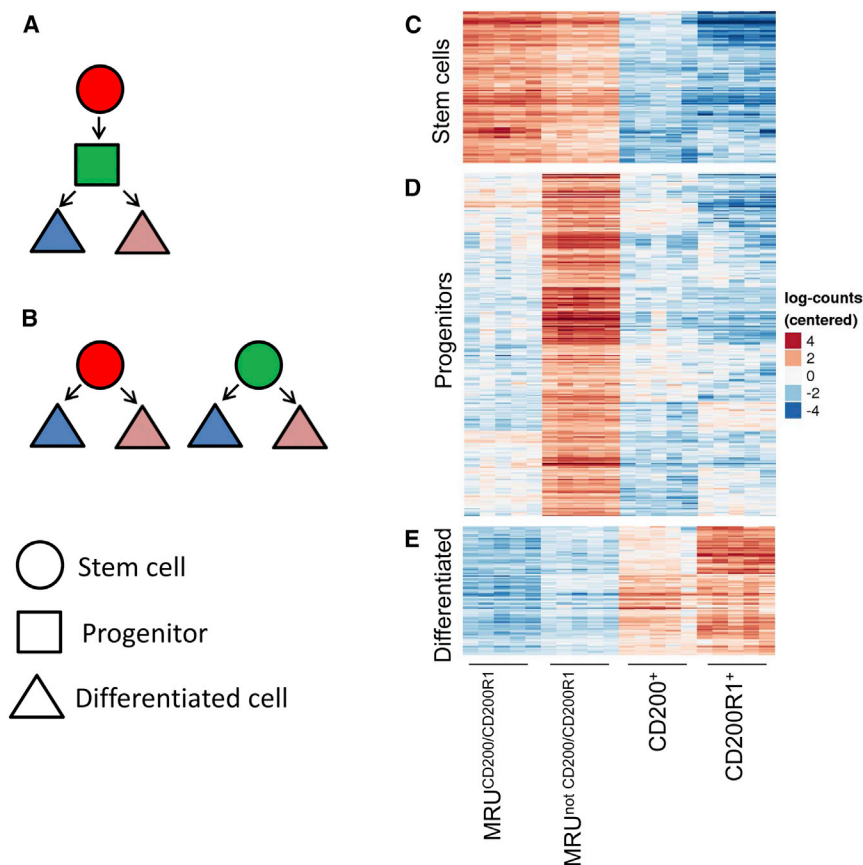 A
B
Stem cell
Progenitor
Differentiated cell
C
Stem cells
D
Progenitors
E
Differentiated
log-counts
(centered)
4
2
0
-2
-4
MRU^CD200/CD200R1
MRU^not CD200/CD200R1
CD200⁺
CD200R1⁺